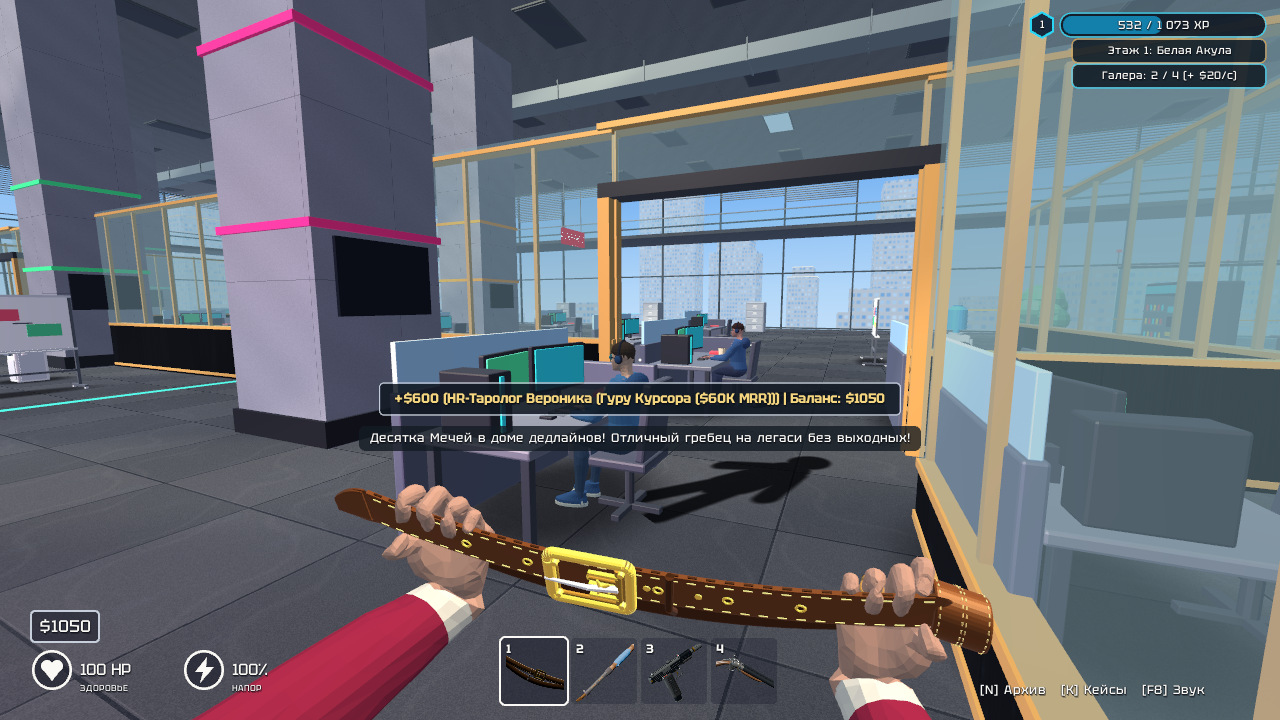 1
532 / 1 073 XP
Этаж 1: Белая Акула
Галера: 2 / 4 (+ $20/с)
+$600 (HR-Таролог Вероника (Гуру Курсора ($60K MRR))) | Баланс: $1050
Десятка Мечей в доме дедлайнов! Отличный гребец на легаси без выходных!
$1050
100 HP
ЗДОРОВЬЕ
100%
НАПОР
1
2
3
4
[N] Архив [K] Кейсы [F8] Звук